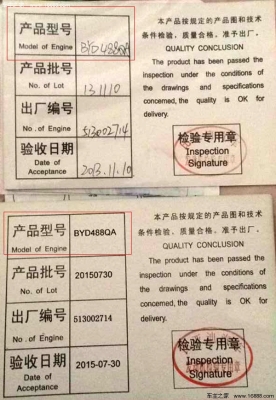 产品型号
Model of Engine
BYD488QA
产品批号
No. of Lot
131110
出厂编号
No. of Engine
513002714
验收日期
Date of
Acceptance
2013.11.10
本产品按规定的产品图和技术
条件检验、质量合格、准予出厂.
QUALITY CONCLUSION
The product has been passed the
inspection under the conditions of
the drawings and specifications
concerned, the quality is OK for
delivery.
检验专用章
Inspection
Signature
产品型号
Model of Engine
BYD488QA
产品批号
No. of Lot
20150730
出厂编号
No. of Engine
513002714
验收日期
Date of
Acceptance
2015-07-30
本产品按规定的产品图和技术
条件检验、质量合格、准予出厂.
QUALITY CONCLUSION
The product has been passed the
inspection under the conditions of
the drawings and specifications
concerned, the quality is OK for
delivery.
检验专用章
Inspection
Signature
车主之家 www.16888.com